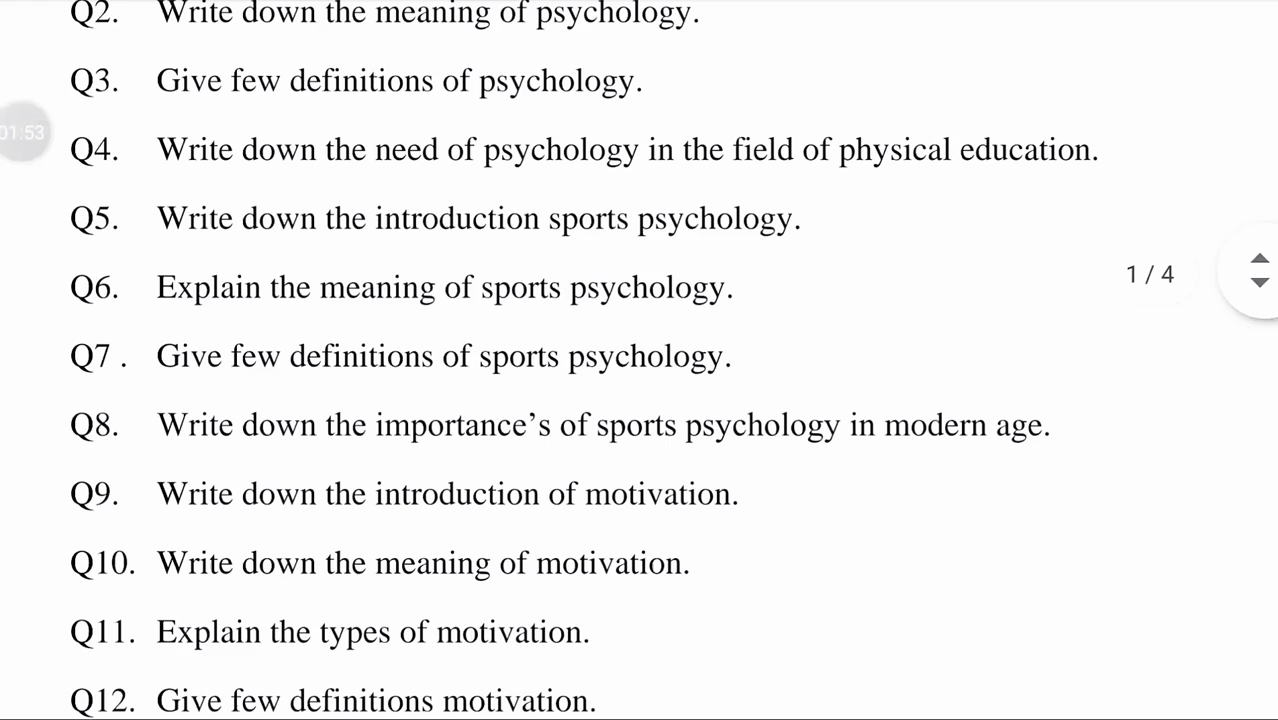 Q2. Write down the meaning of psychology.
Q3. Give few definitions of psychology.
01:53
Q4. Write down the need of psychology in the field of physical education.
Q5. Write down the introduction sports psychology.
1 / 4
Q6. Explain the meaning of sports psychology.
Q7 . Give few definitions of sports psychology.
Q8. Write down the importance’s of sports psychology in modern age.
Q9. Write down the introduction of motivation.
Q10. Write down the meaning of motivation.
Q11. Explain the types of motivation.
Q12. Give few definitions motivation.